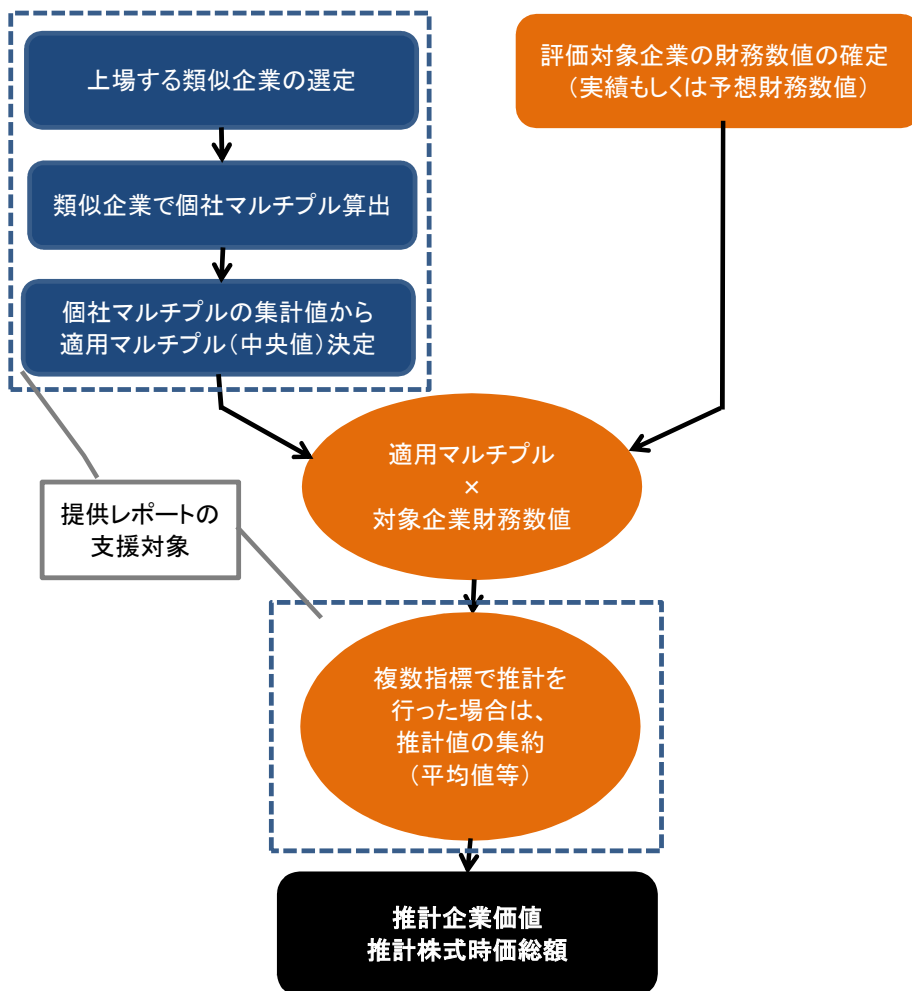 上場する類似企業の選定
評価対象企業の財務数値の確定
（実績もしくは予想財務数値）
類似企業で個社マルチプル算出
個社マルチプルの集計値から
適用マルチプル（中央値）決定
適用マルチプル
×
対象企業財務数値
提供レポートの
支援対象
複数指標で推計を
行った場合は、
推計値の集約
（平均値等）
推計企業価値
推計株式時価総額